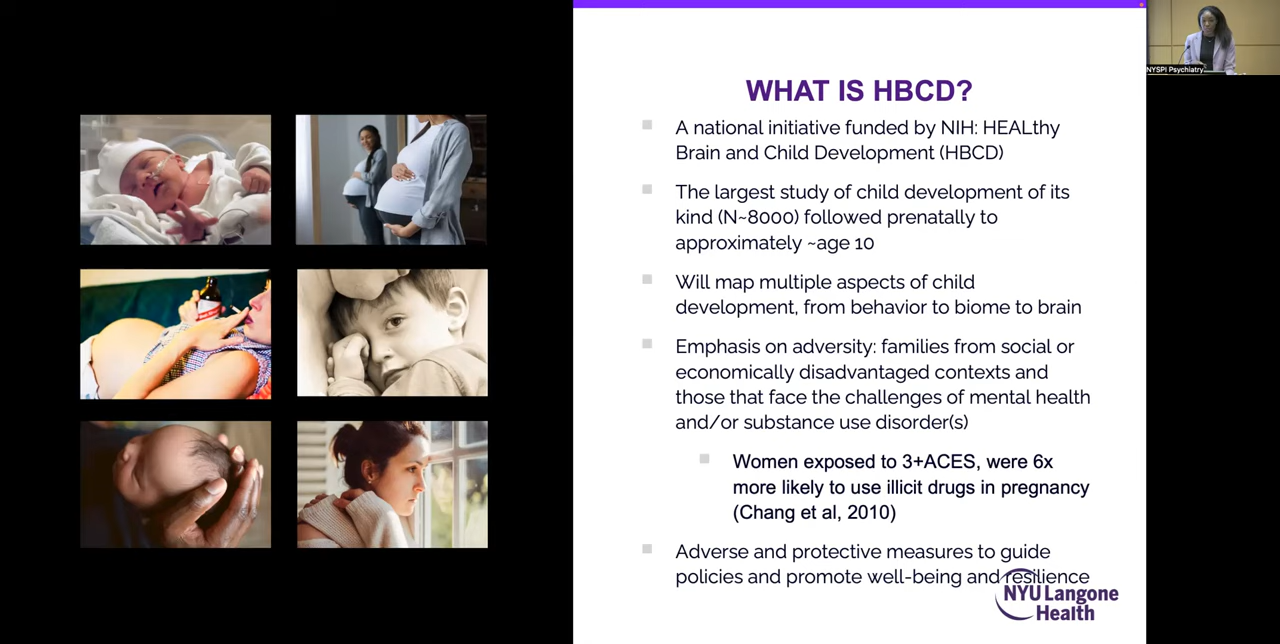 NYSPI Psychiatry
WHAT IS HBCD?
A national initiative funded by NIH: HEALthy
Brain and Child Development (HBCD)
The largest study of child development of its
kind (N~8000) followed prenatally to
approximately ~age 10
Will map multiple aspects of child
development, from behavior to biome to brain
Emphasis on adversity: families from social or
economically disadvantaged contexts and
those that face the challenges of mental health
and/or substance use disorder(s)
Women exposed to 3+ACES, were 6x
more likely to use illicit drugs in pregnancy
(Chang et al, 2010)
Adverse and protective measures to guide
policies and promote well-being and resilience
NYU Langone
Health